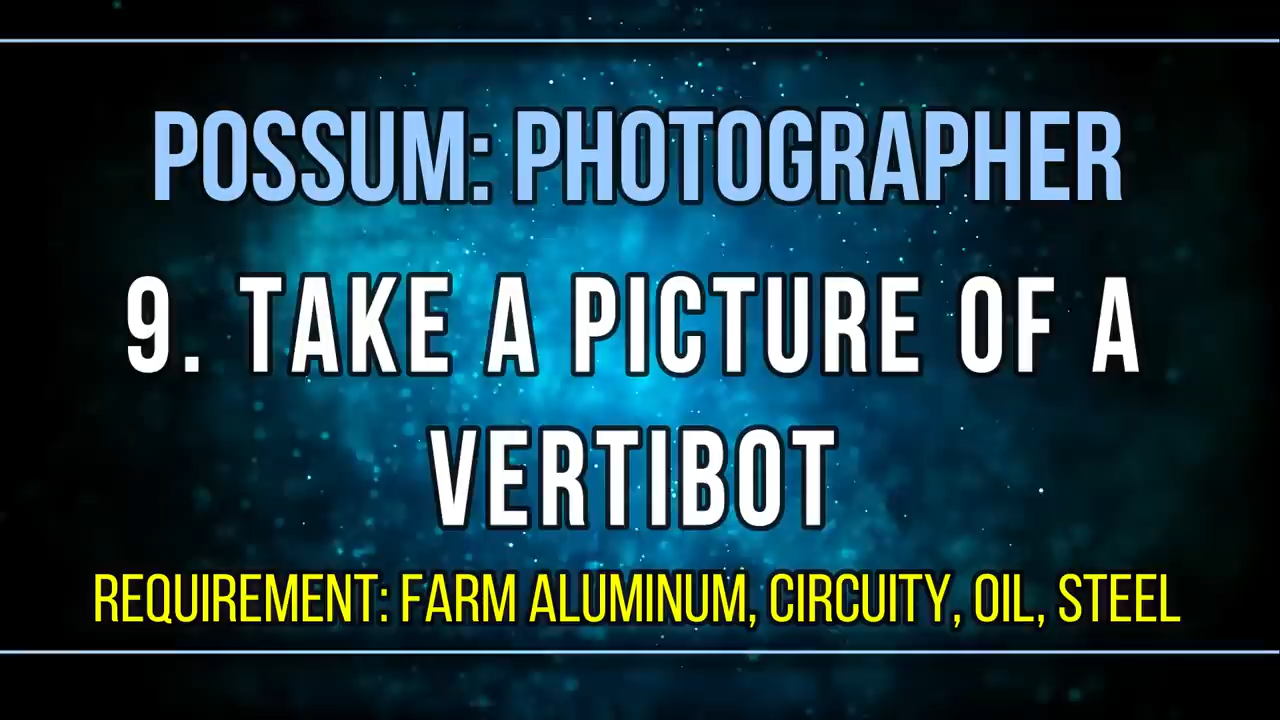 POSSUM: PHOTOGRAPHER
9. TAKE A PICTURE OF A
VERTIBOT
REQUIREMENT: FARM ALUMINUM, CIRCUITY, OIL, STEEL